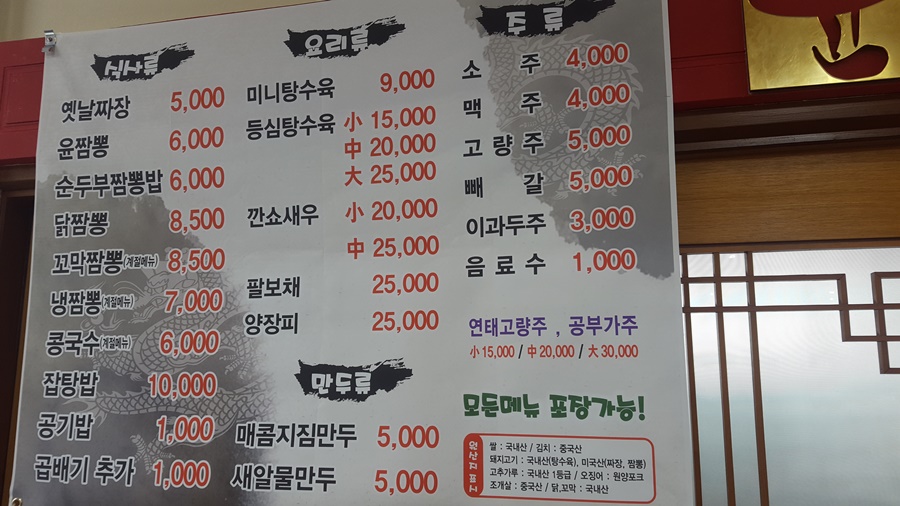 식사류
옛날짜장 5,000
윤짬뽕 6,000
순두부짬뽕밥 6,000
닭짬뽕 8,500
꼬막짬뽕(계절메뉴) 8,500
냉짬뽕(계절메뉴) 7,000
콩국수(계절메뉴) 6,000
잡탕밥 10,000
공기밥 1,000
곱배기 추가 1,000
요리류
미니탕수육 9,000
등심탕수육 小 15,000
中 20,000
大 25,000
깐쇼새우 小 20,000
中 25,000
팔보채 25,000
양장피 25,000
만두류
매콤지짐만두 5,000
새알물만두 5,000
주류
소주 4,000
맥주 4,000
고량주 5,000
빼갈 5,000
이과두주 3,000
음료수 1,000
연태고량주 , 공부가주
小 15,000 / 中 20,000 / 大 30,000
모든메뉴 포장가능!
쌀 : 국내산 / 김치 : 중국산
돼지고기 : 국내산(탕수육), 미국산(짜장, 짬뽕)
고추가루 : 국내산 1등급 / 오징어 : 원양포크
조개살 : 중국산 / 닭,꼬막 : 국내산